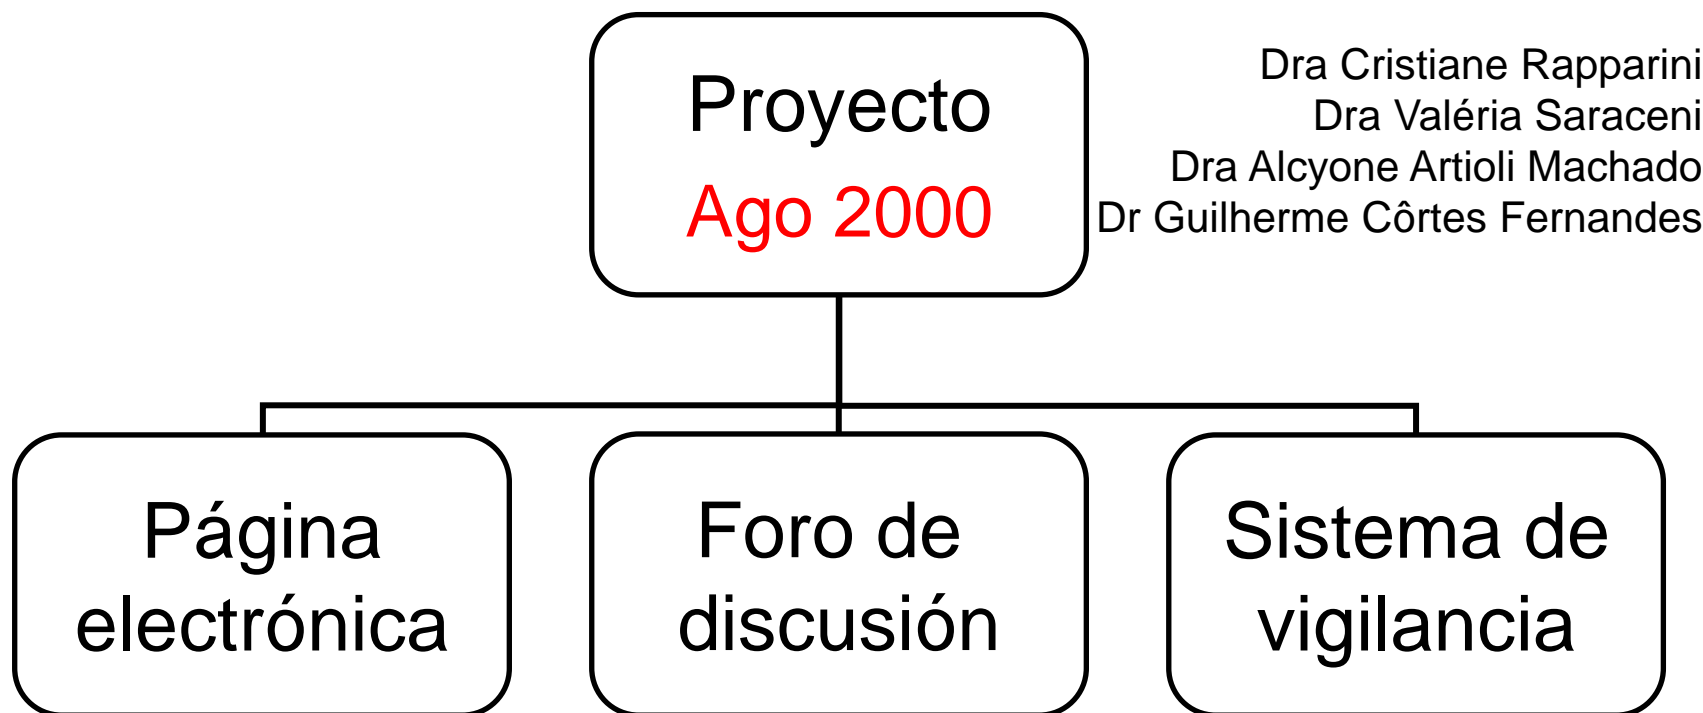 Proyecto
Ago 2000
Dra Cristiane Rapparini
Dra Valéria Saraceni
Dra Alcyone Artioli Machado
Dr Guilherme Côrtes Fernandes
Página
electrónica
Foro de
discusión
Sistema de
vigilancia